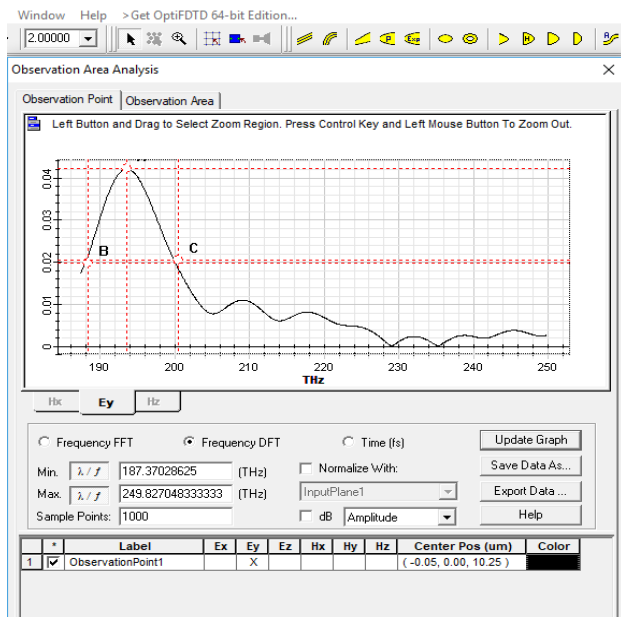 Window Help >Get OptiFDTD 64-bit Edition...
2.00000 P Exp H
Observation Area Analysis
Observation Point Observation Area
Left Button and Drag to Select Zoom Region. Press Control Key and Left Mouse Button To Zoom Out.
0.04
0.03
0.02
0.01
0
B
C
190 200 210 220 230 240 250
THz
Hx Ey Hz
Frequency FFT Frequency DFT Time (fs) Update Graph
Min. λ / f 187.37028625 (THz) Normalize With: Save Data As...
Max. λ / f 249.827048333333 (THz) InputPlane1 Export Data ...
Sample Points: 1000 dB Amplitude Help
* Label Ex Ey Ez Hx Hy Hz Center Pos (um) Color
1 ObservationPoint1 X ( -0.05, 0.00, 10.25 )